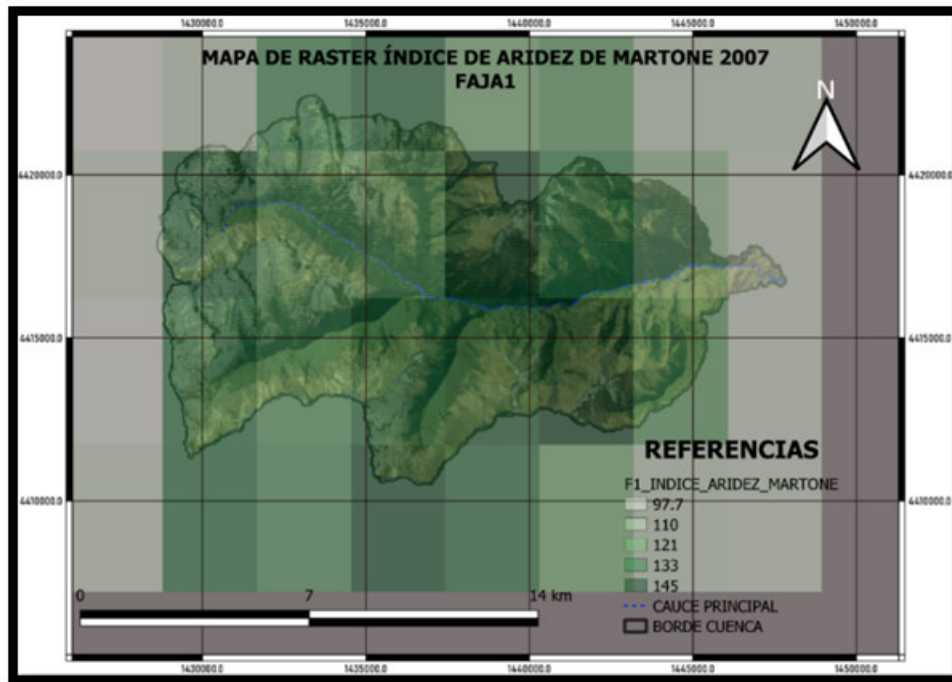 1430000.0 1435000.0 1440000.0 1445000.0 1450000.0
MAPA DE RASTER ÍNDICE DE ARIDEZ DE MARTONE 2007
FAJA1
N
4420000.0 4420000.0
4415000.0 4415000.0
REFERENCIAS
F1_INDICE_ARIDEZ_MARTONE
97.7
4410000.0 4410000.0
110
121
133
145
0 7 14 km
CAUCE PRINCIPAL
BORDE CUENCA
1430000.0 1435000.0 1440000.0 1445000.0 1450000.0